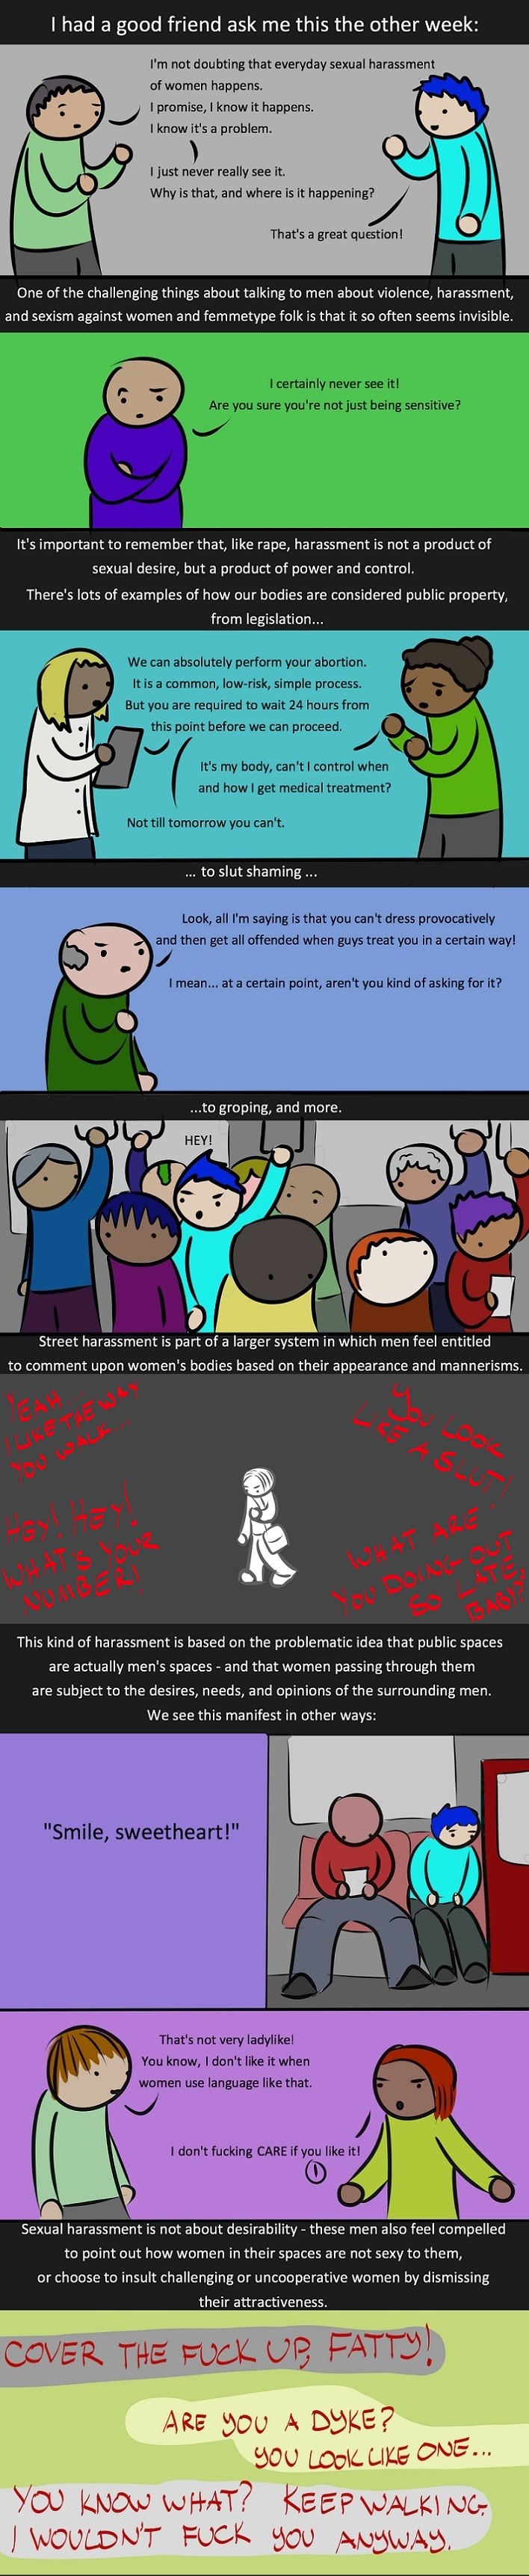 I had a good friend ask me this the other week:
I'm not doubting that everyday sexual harassment
of women happens.
I promise, I know it happens.
I know it's a problem.
I just never really see it.
Why is that, and where is it happening?
That's a great question!
One of the challenging things about talking to men about violence, harassment,
and sexism against women and femmetype folk is that it so often seems invisible.
I certainly never see it!
Are you sure you're not just being sensitive?
It's important to remember that, like rape, harassment is not a product of
sexual desire, but a product of power and control.
There's lots of examples of how our bodies are considered public property,
from legislation...
We can absolutely perform your abortion.
It is a common, low-risk, simple process.
But you are required to wait 24 hours from
this point before we can proceed.
It's my body, can't I control when
and how I get medical treatment?
Not till tomorrow you can't.
... to slut shaming ...
Look, all I'm saying is that you can't dress provocatively
and then get all offended when guys treat you in a certain way!
I mean... at a certain point, aren't you kind of asking for it?
...to groping, and more.
HEY!
Street harassment is part of a larger system in which men feel entitled
to comment upon women's bodies based on their appearance and mannerisms.
YEAH
I LIKE THE WAY
YOU WALK...
YOU LOOK
LIKE A SLUT!
HEY! HEY!
WHAT'S YOUR
NUMBER!
WHAT ARE
YOU DOING OUT
SO LATE,
BABY?
This kind of harassment is based on the problematic idea that public spaces
are actually men's spaces - and that women passing through them
are subject to the desires, needs, and opinions of the surrounding men.
We see this manifest in other ways:
"Smile, sweetheart!"
That's not very ladylike!
You know, I don't like it when
women use language like that.
I don't fucking CARE if you like it!
Sexual harassment is not about desirability - these men also feel compelled
to point out how women in their spaces are not sexy to them,
or choose to insult challenging or uncooperative women by dismissing
their attractiveness.
COVER THE FUCK UP, FATTY!
ARE YOU A DYKE?
YOU LOOK LIKE ONE...
YOU KNOW WHAT? KEEP WALKING
I WOULDN'T FUCK YOU ANYWAY.